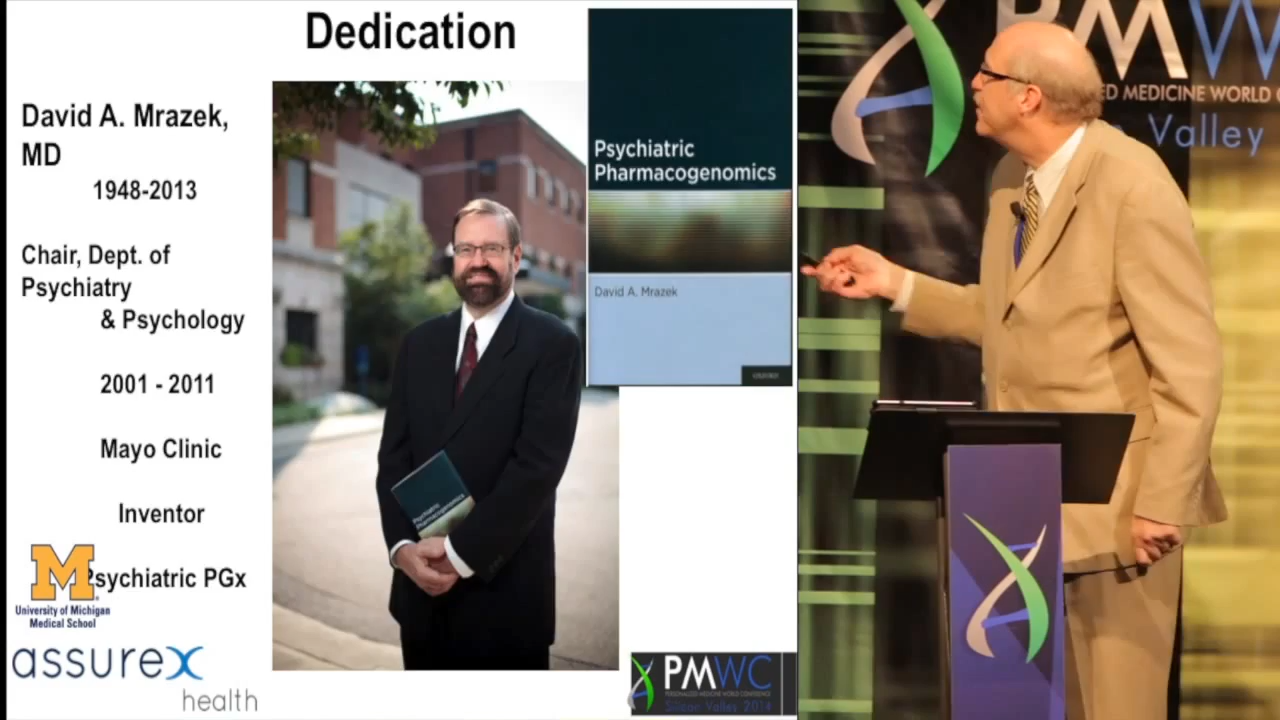 Dedication
David A. Mrazek,
MD
1948-2013
Chair, Dept. of
Psychiatry
& Psychology
2001 - 2011
Mayo Clinic
Inventor
Psychiatric PGx
M
University of Michigan
Medical School
assurex
health
Psychiatric
Pharmacogenomics
David A. Mrazek
OXFORD
Psychiatric
Pharmacogenomics
PMWC
PERSONALIZED MEDICINE WORLD CONFERENCE
Silicon Valley 2014
PMW
ED MEDICINE WORLD C
n Valley